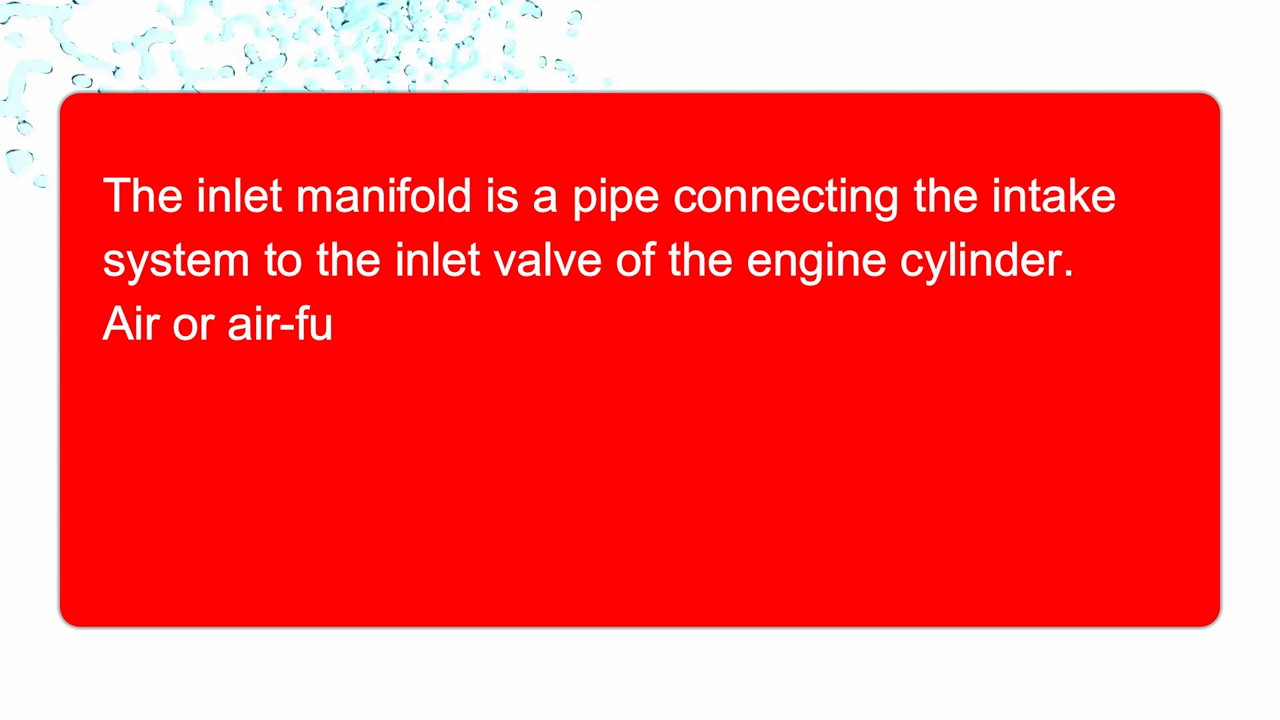 The inlet manifold is a pipe connecting the intake
system to the inlet valve of the engine cylinder.
Air or air-fu